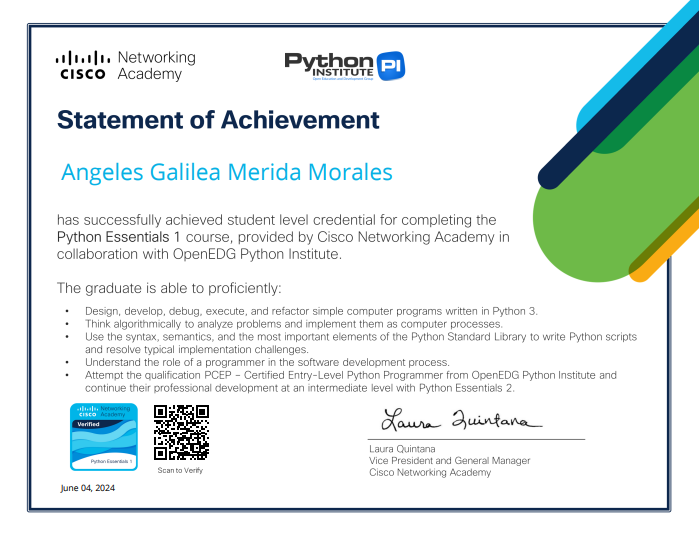 Networking
CISCO Academy
Python PI
INSTITUTE
Open Education and Development Group
Statement of Achievement
Angeles Galilea Merida Morales
has successfully achieved student level credential for completing the
Python Essentials 1 course, provided by Cisco Networking Academy in
collaboration with OpenEDG Python Institute.
The graduate is able to proficiently:
• Design, develop, debug, execute, and refactor simple computer programs written in Python 3.
• Think algorithmically to analyze problems and implement them as computer processes.
• Use the syntax, semantics, and the most important elements of the Python Standard Library to write Python scripts
and resolve typical implementation challenges.
• Understand the role of a programmer in the software development process.
• Attempt the qualification PCEP – Certified Entry-Level Python Programmer from OpenEDG Python Institute and
continue their professional development at an intermediate level with Python Essentials 2.
Networking
CISCO Academy
Verified
Python Essentials 1
Scan to Verify
June 04, 2024
Laura Quintana
Laura Quintana
Vice President and General Manager
Cisco Networking Academy